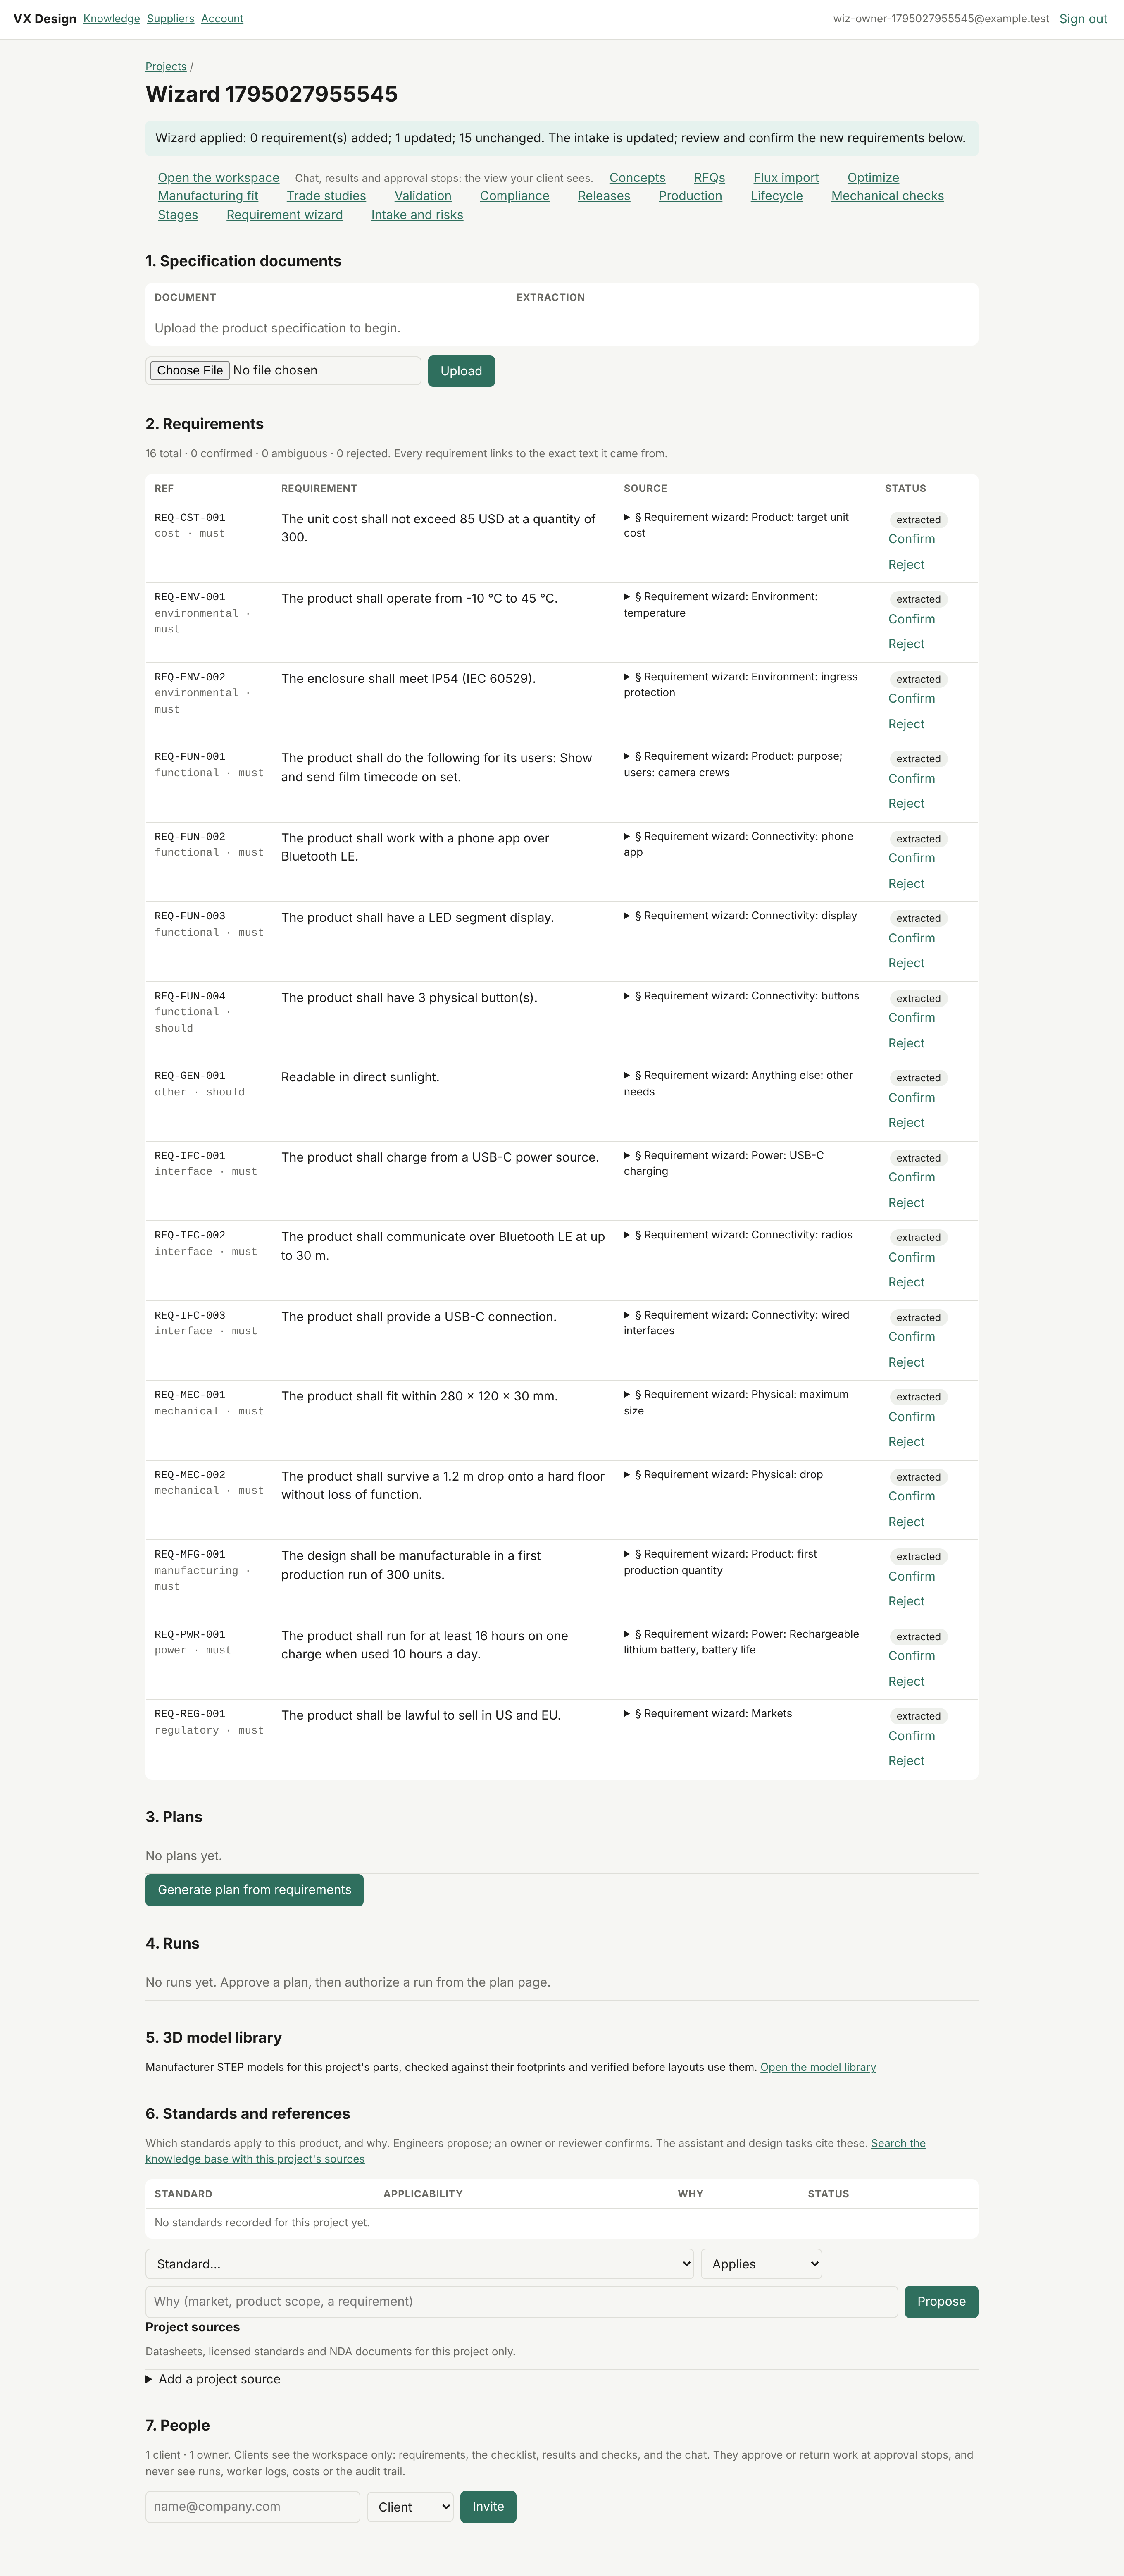 VX Design Knowledge Suppliers Account wiz-owner-1795027955545@example.test Sign out
Projects /
Wizard 1795027955545
Wizard applied: 0 requirement(s) added; 1 updated; 15 unchanged. The intake is updated; review and confirm the new requirements below.
Open the workspace Chat, results and approval stops: the view your client sees. Concepts RFQs Flux import Optimize
Manufacturing fit Trade studies Validation Compliance Releases Production Lifecycle Mechanical checks
Stages Requirement wizard Intake and risks
1. Specification documents
DOCUMENT EXTRACTION
Upload the product specification to begin.
Choose File No file chosen Upload
2. Requirements
16 total · 0 confirmed · 0 ambiguous · 0 rejected. Every requirement links to the exact text it came from.
REF REQUIREMENT SOURCE STATUS
REQ-CST-001
cost · must
The unit cost shall not exceed 85 USD at a quantity of
300.
§ Requirement wizard: Product: target unit
cost
extracted
Confirm
Reject
REQ-ENV-001
environmental ·
must
The product shall operate from -10 °C to 45 °C.
§ Requirement wizard: Environment:
temperature
extracted
Confirm
Reject
REQ-ENV-002
environmental ·
must
The enclosure shall meet IP54 (IEC 60529).
§ Requirement wizard: Environment: ingress
protection
extracted
Confirm
Reject
REQ-FUN-001
functional · must
The product shall do the following for its users: Show
and send film timecode on set.
§ Requirement wizard: Product: purpose;
users: camera crews
extracted
Confirm
Reject
REQ-FUN-002
functional · must
The product shall work with a phone app over
Bluetooth LE.
§ Requirement wizard: Connectivity: phone
app
extracted
Confirm
Reject
REQ-FUN-003
functional · must
The product shall have a LED segment display.
§ Requirement wizard: Connectivity: display
extracted
Confirm
Reject
REQ-FUN-004
functional ·
should
The product shall have 3 physical button(s).
§ Requirement wizard: Connectivity: buttons
extracted
Confirm
Reject
REQ-GEN-001
other · should
Readable in direct sunlight.
§ Requirement wizard: Anything else: other
needs
extracted
Confirm
Reject
REQ-IFC-001
interface · must
The product shall charge from a USB-C power source.
§ Requirement wizard: Power: USB-C
charging
extracted
Confirm
Reject
REQ-IFC-002
interface · must
The product shall communicate over Bluetooth LE at up
to 30 m.
§ Requirement wizard: Connectivity: radios
extracted
Confirm
Reject
REQ-IFC-003
interface · must
The product shall provide a USB-C connection.
§ Requirement wizard: Connectivity: wired
interfaces
extracted
Confirm
Reject
REQ-MEC-001
mechanical · must
The product shall fit within 280 × 120 × 30 mm.
§ Requirement wizard: Physical: maximum
size
extracted
Confirm
Reject
REQ-MEC-002
mechanical · must
The product shall survive a 1.2 m drop onto a hard floor
without loss of function.
§ Requirement wizard: Physical: drop
extracted
Confirm
Reject
REQ-MFG-001
manufacturing ·
must
The design shall be manufacturable in a first
production run of 300 units.
§ Requirement wizard: Product: first
production quantity
extracted
Confirm
Reject
REQ-PWR-001
power · must
The product shall run for at least 16 hours on one
charge when used 10 hours a day.
§ Requirement wizard: Power: Rechargeable
lithium battery, battery life
extracted
Confirm
Reject
REQ-REG-001
regulatory · must
The product shall be lawful to sell in US and EU.
§ Requirement wizard: Markets
extracted
Confirm
Reject
3. Plans
No plans yet.
Generate plan from requirements
4. Runs
No runs yet. Approve a plan, then authorize a run from the plan page.
5. 3D model library
Manufacturer STEP models for this project's parts, checked against their footprints and verified before layouts use them. Open the model library
6. Standards and references
Which standards apply to this product, and why. Engineers propose; an owner or reviewer confirms. The assistant and design tasks cite these. Search the
knowledge base with this project's sources
STANDARD APPLICABILITY WHY STATUS
No standards recorded for this project yet.
Standard... Applies
Why (market, product scope, a requirement) Propose
Project sources
Datasheets, licensed standards and NDA documents for this project only.
Add a project source
7. People
1 client · 1 owner. Clients see the workspace only: requirements, the checklist, results and checks, and the chat. They approve or return work at approval stops, and
never see runs, worker logs, costs or the audit trail.
name@company.com Client Invite